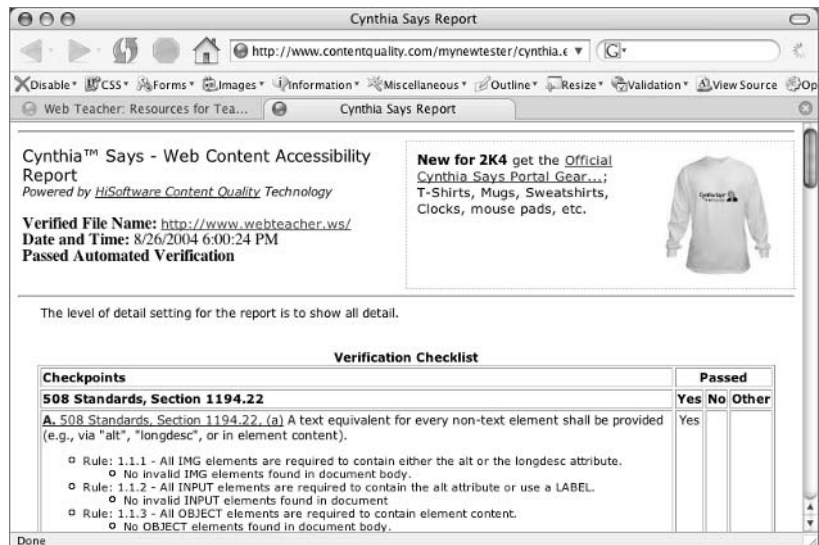 Cynthia Says Report
http://www.contentquality.com/mynewtester/cynthia.
G
Disable CSS Forms Images Information Miscellaneous Outline Resize Validation View Source Op
Web Teacher: Resources for Tea... Cynthia Says Report
Cynthia™ Says - Web Content Accessibility
Report
Powered by HiSoftware Content Quality Technology
Verified File Name: http://www.webteacher.ws/
Date and Time: 8/26/2004 6:00:24 PM
Passed Automated Verification
New for 2K4 get the Official
Cynthia Says Portal Gear...;
T-Shirts, Mugs, Sweatshirts,
Clocks, mouse pads, etc.
The level of detail setting for the report is to show all detail.
Verification Checklist
Checkpoints Passed
508 Standards, Section 1194.22 Yes No Other
A. 508 Standards, Section 1194.22, (a) A text equivalent for every non-text element shall be provided Yes
(e.g., via "alt", "longdesc", or in element content).
Rule: 1.1.1 - All IMG elements are required to contain either the alt or the longdesc attribute.
No invalid IMG elements found in document body.
Rule: 1.1.2 - All INPUT elements are required to contain the alt attribute or use a LABEL.
No invalid INPUT elements found in document
Rule: 1.1.3 - All OBJECT elements are required to contain element content.
No OBJECT elements found in document body.
Done